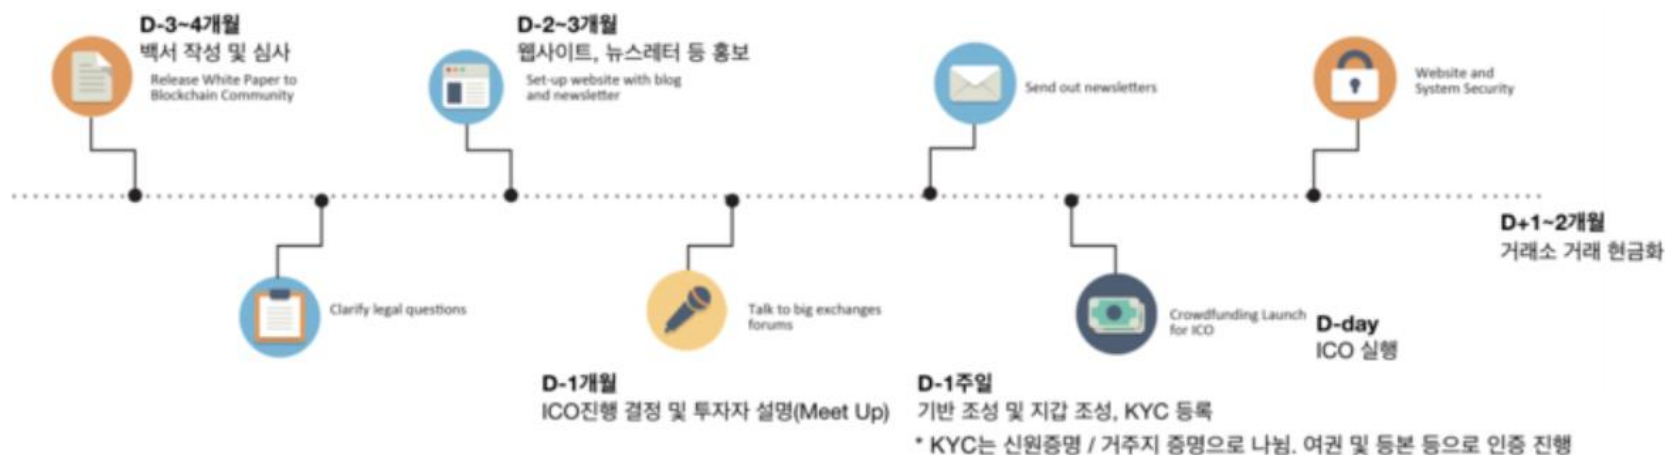 D-3~4개월
백서 작성 및 심사
Release White Paper to
Blockchain Community
D-2~3개월
웹사이트, 뉴스레터 등 홍보
Set-up website with blog
and newsletter
Send out newsletters
Website and
System Security
D+1~2개월
거래소 거래 현금화
Clarify legal questions
Talk to big exchanges
forums
Crowdfunding Launch
for ICO
D-day
ICO 실행
D-1개월
ICO진행 결정 및 투자자 설명(Meet Up)
D-1주일
기반 조성 및 지갑 조성, KYC 등록
* KYC는 신원증명 / 거주지 증명으로 나뉨. 여권 및 등본 등으로 인증 진행